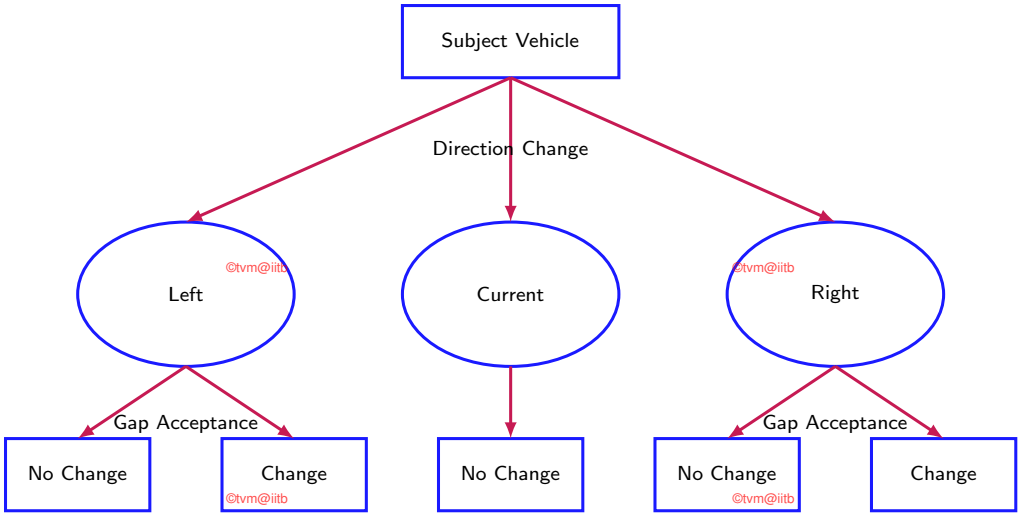 Subject Vehicle
Direction Change
©tvm@iitb
©tvm@iitb
Left
Current
Right
Gap Acceptance
Gap Acceptance
No Change
Change
No Change
No Change
Change
©tvm@iitb
©tvm@iitb